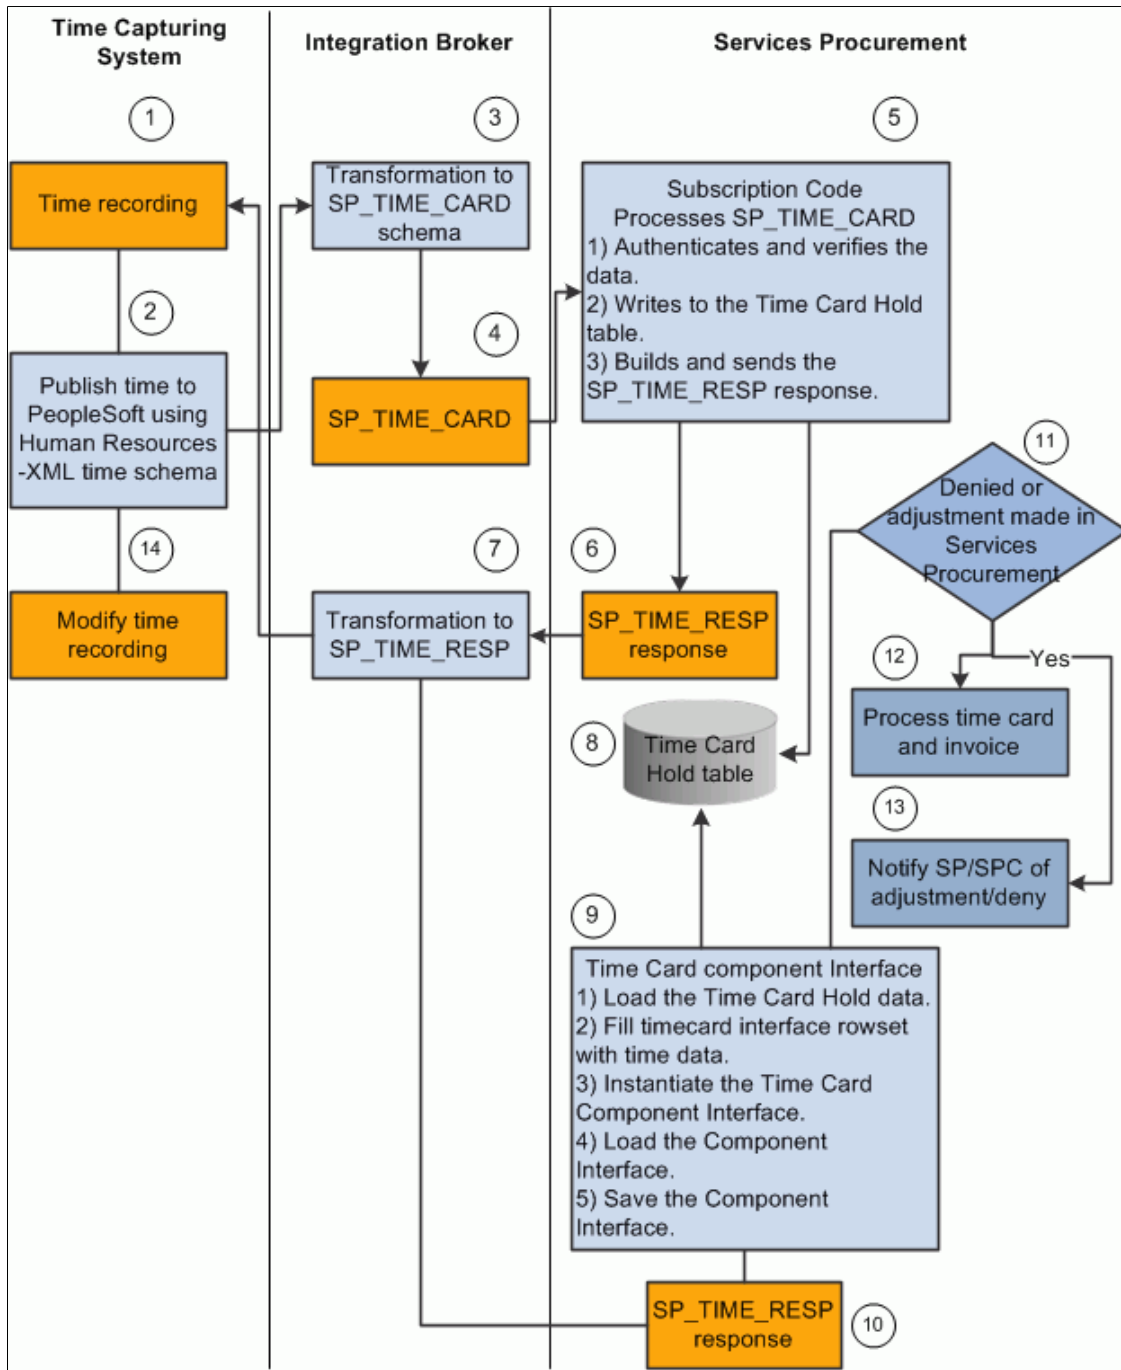 Time Capturing
System
Integration Broker
Services Procurement
1
3
5
Time recording
Transformation to
SP_TIME_CARD
schema
Subscription Code
Processes SP_TIME_CARD
1) Authenticates and verifies the
data.
2) Writes to the Time Card Hold
table.
3) Builds and sends the
SP_TIME_RESP response.
2
4
Publish time to
PeopleSoft using
Human Resources
-XML time schema
SP_TIME_CARD
11
Denied or
adjustment made in
Services
Procurement
14
7
6
Modify time
recording
Transformation to
SP_TIME_RESP
SP_TIME_RESP
response
12
Yes
Process time card
and invoice
8
Time Card
Hold table
13
Notify SP/SPC of
adjustment/deny
9
Time Card component Interface
1) Load the Time Card Hold data.
2) Fill timecard interface rowset
with time data.
3) Instantiate the Time Card
Component Interface.
4) Load the Component
Interface.
5) Save the Component
Interface.
SP_TIME_RESP
response
10